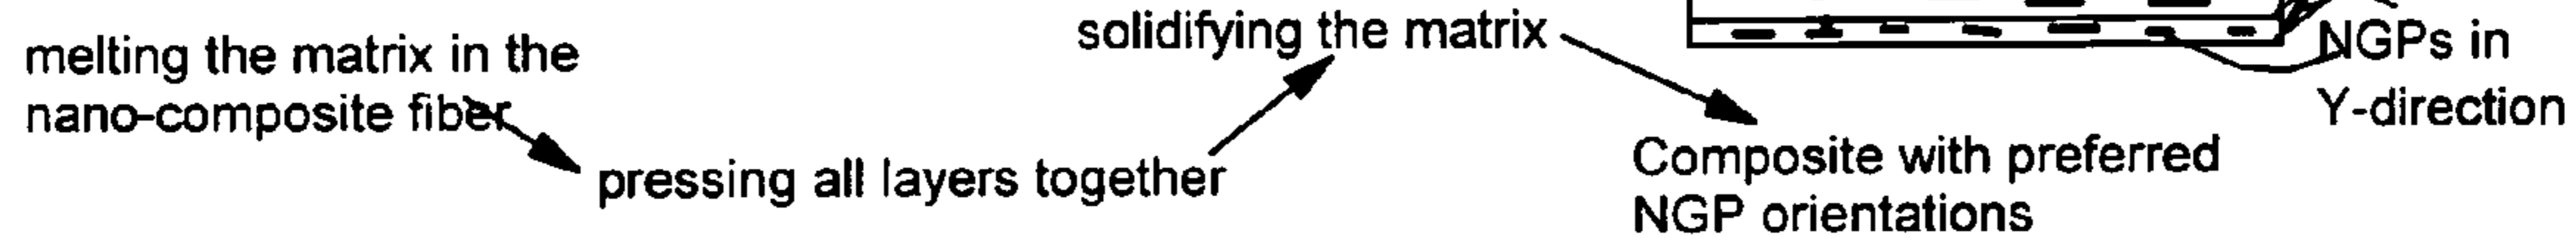 melting the matrix in the
nano-composite fiber
pressing all layers together
solidifying the matrix
Composite with preferred
NGP orientations
NGPs in
Y-direction